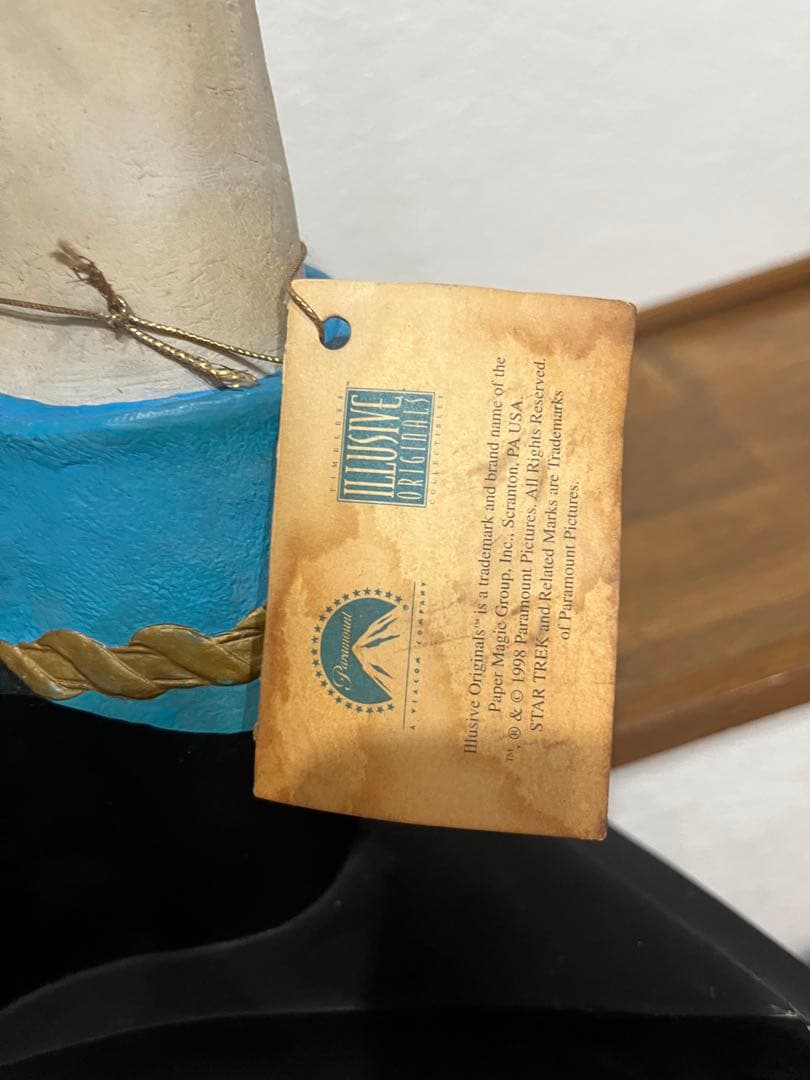 TIMELESS™
ILLUSIVE
ORIGINALS
COLLECTIBLES
Paramount®
A VIACOM COMPANY
Illusive Originals™ is a trademark and brand name of the
Paper Magic Group, Inc., Scranton, PA USA.
™, ® & © 1998 Paramount Pictures. All Rights Reserved.
STAR TREK and Related Marks are Trademarks
of Paramount Pictures.